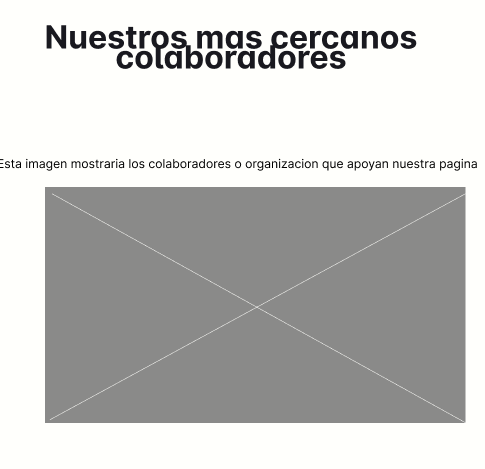 Nuestros mas cercanos
colaboradores
Esta imagen mostraria los colaboradores o organizacion que apoyan nuestra pagina